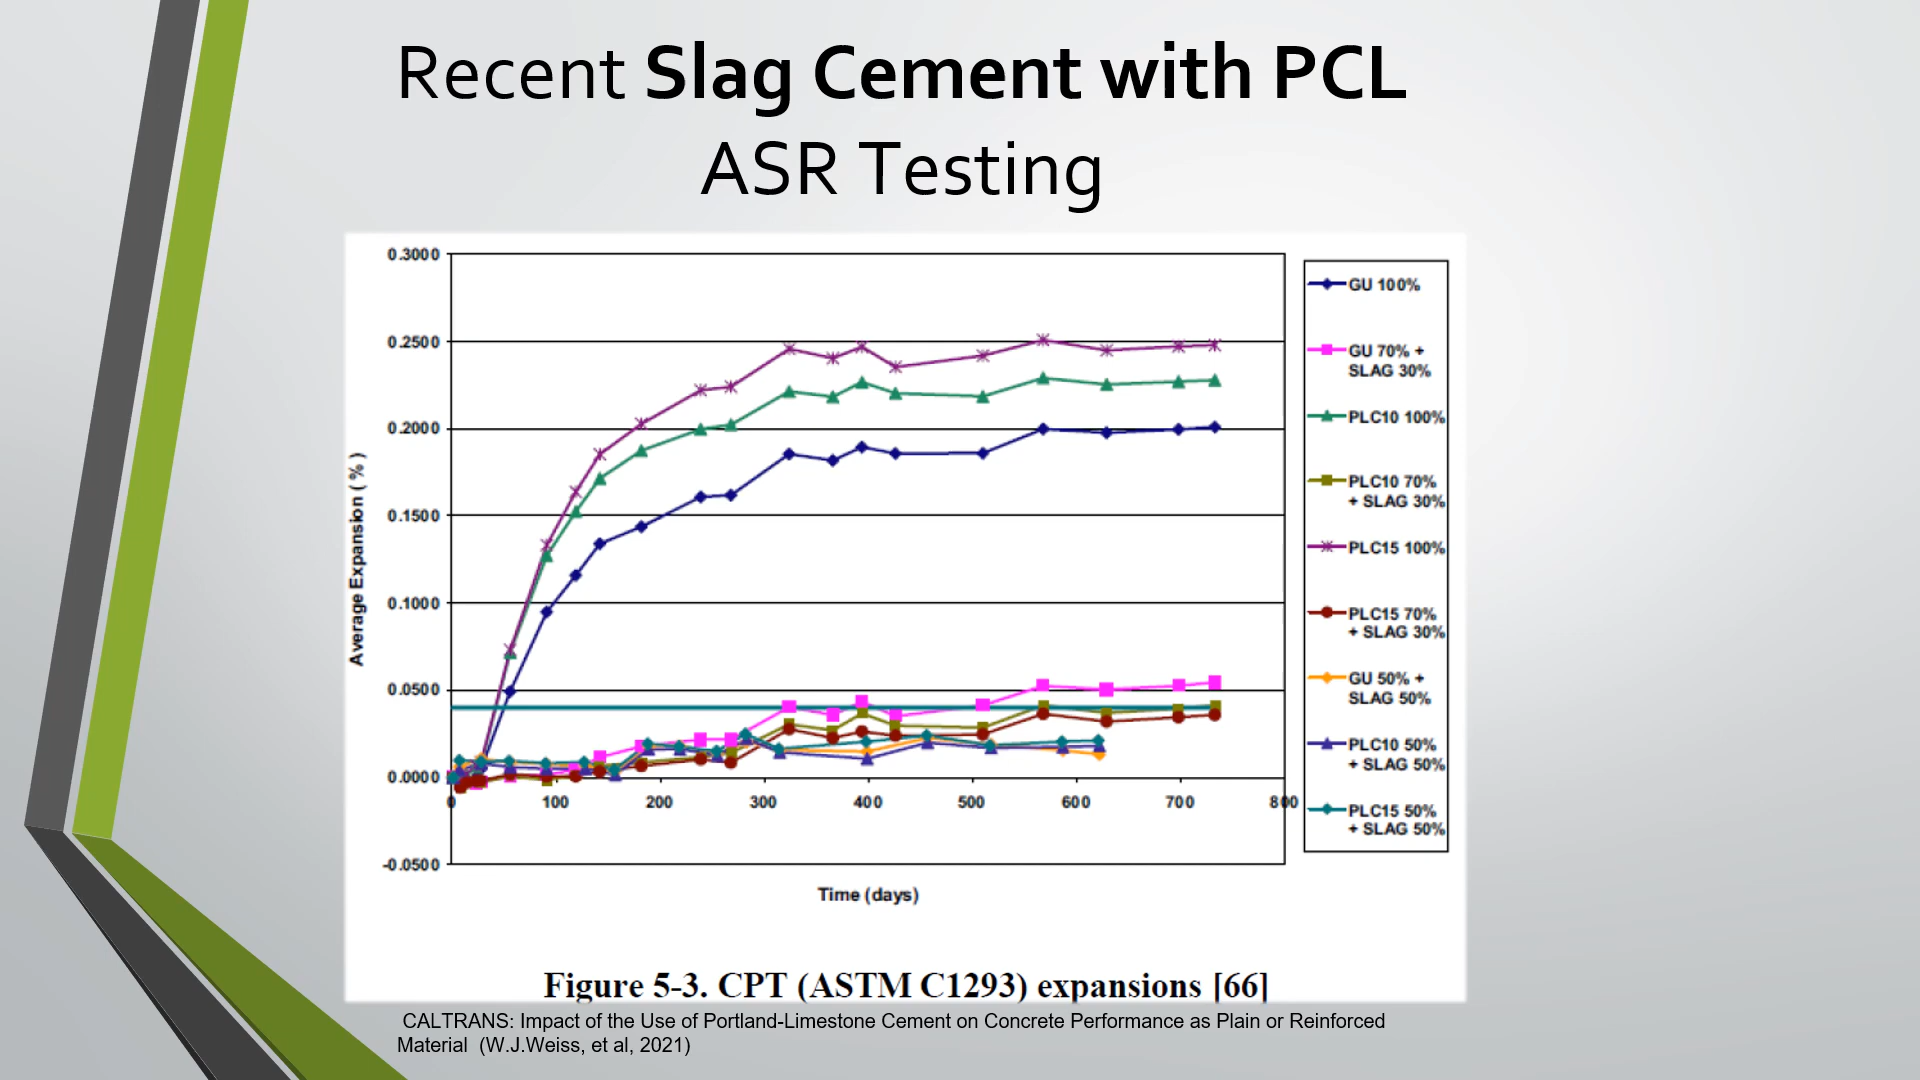 Recent Slag Cement with PCL
ASR Testing
0.3000
0.2500
0.2000
0.1500
0.1000
0.0500
0.0000
-0.0500
Average Expansion ( % )
0 100 200 300 400 500 600 700 800
Time (days)
GU 100%
GU 70% +
SLAG 30%
PLC10 100%
PLC10 70%
+ SLAG 30%
PLC15 100%
PLC15 70%
+ SLAG 30%
GU 50% +
SLAG 50%
PLC10 50%
+ SLAG 50%
PLC15 50%
+ SLAG 50%
Figure 5-3. CPT (ASTM C1293) expansions [66]
CALTRANS: Impact of the Use of Portland-Limestone Cement on Concrete Performance as Plain or Reinforced
Material (W.J.Weiss, et al, 2021)